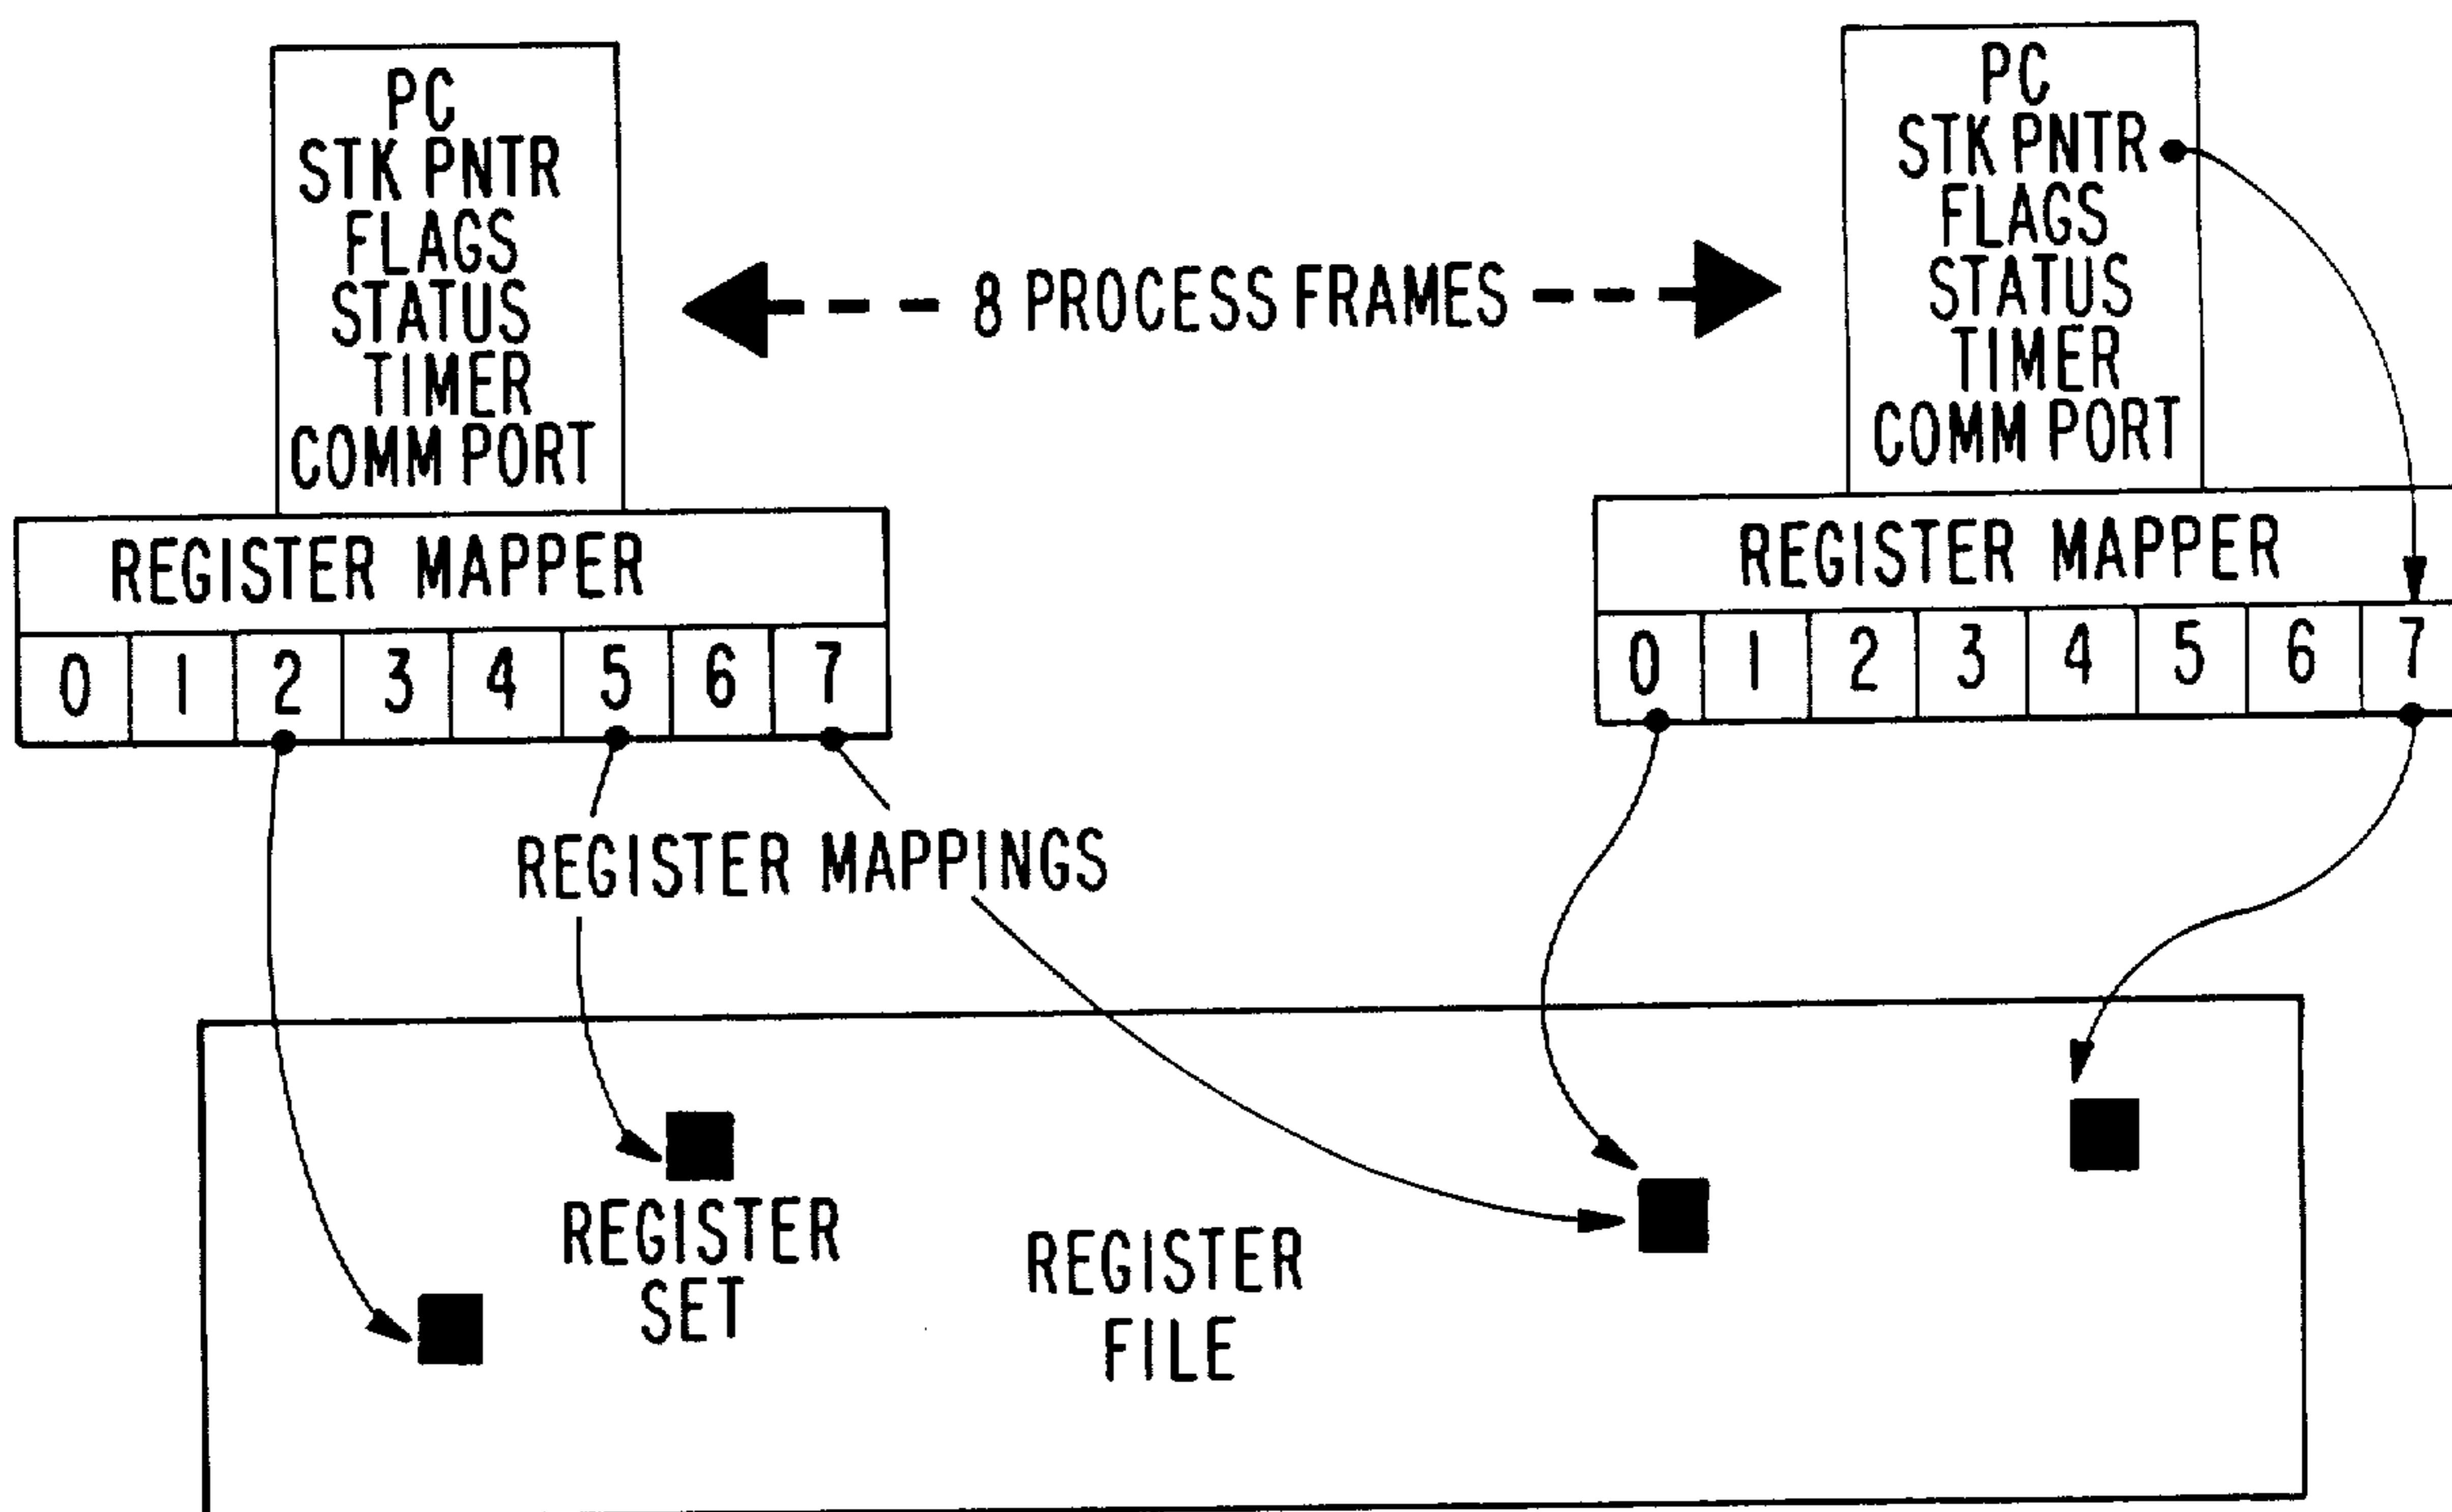 PC
STK PNTR
FLAGS
STATUS
TIMER
COMM PORT
REGISTER MAPPER
0 1 2 3 4 5 6 7
8 PROCESS FRAMES
PC
STK PNTR
FLAGS
STATUS
TIMER
COMM PORT
REGISTER MAPPER
0 1 2 3 4 5 6 7
REGISTER MAPPINGS
REGISTER
SET
REGISTER
FILE